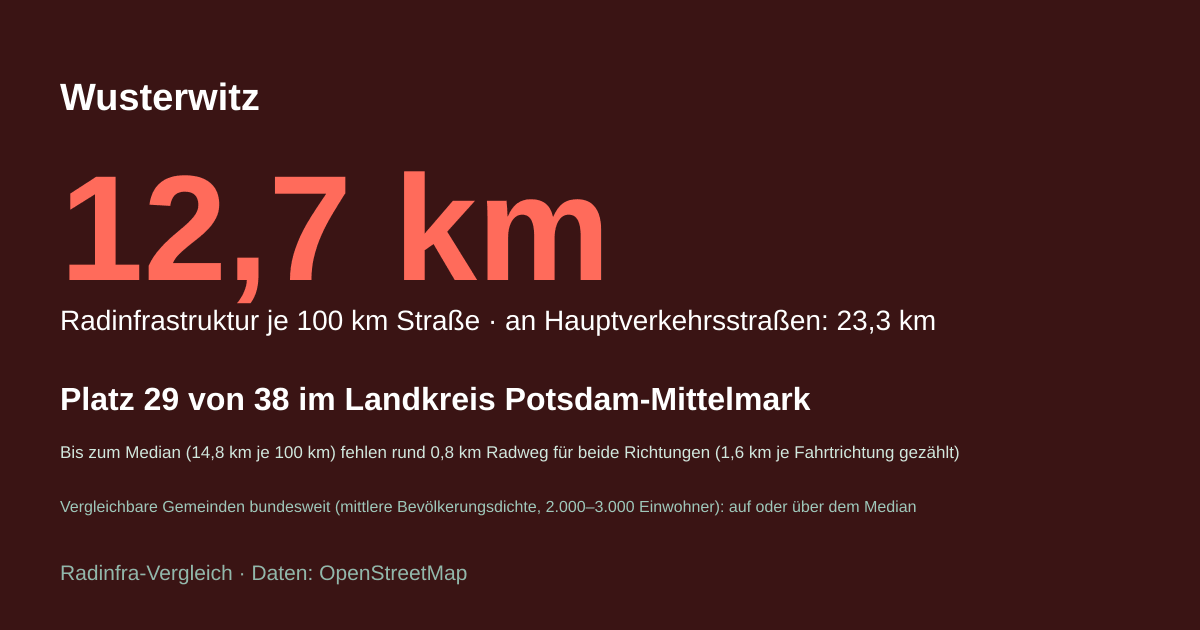 Wusterwitz
12,7 km
Radinfrastruktur je 100 km Straße · an Hauptverkehrsstraßen: 23,3 km
Platz 29 von 38 im Landkreis Potsdam-Mittelmark
Bis zum Median (14,8 km je 100 km) fehlen rund 0,8 km Radweg für beide Richtungen (1,6 km je Fahrtrichtung gezählt)
Vergleichbare Gemeinden bundesweit (mittlere Bevölkerungsdichte, 2.000–3.000 Einwohner): auf oder über dem Median
Radinfra-Vergleich · Daten: OpenStreetMap